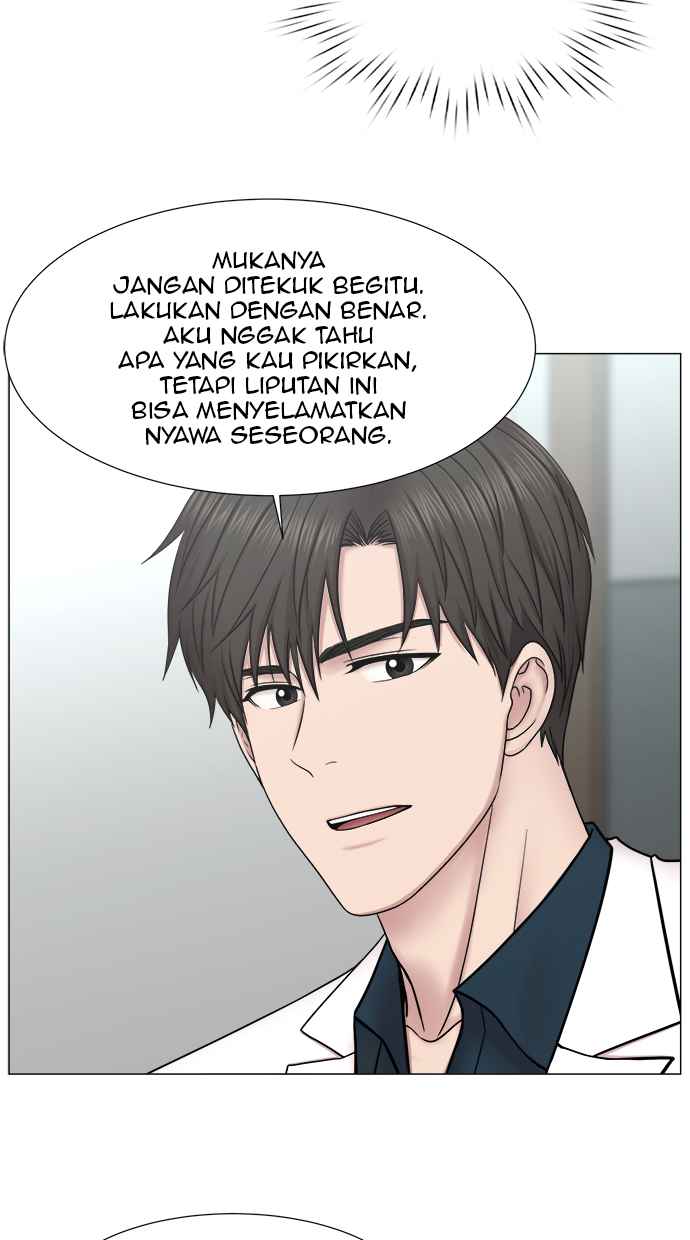 MUKANYA
JANGAN DITEKUK BEGITU.
LAKUKAN DENGAN BENAR.
AKU NGGAK TAHU
APA YANG KAU PIKIRKAN,
TETAPI LIPUTAN INI
BISA MENYELAMATKAN
NYAWA SESEORANG.